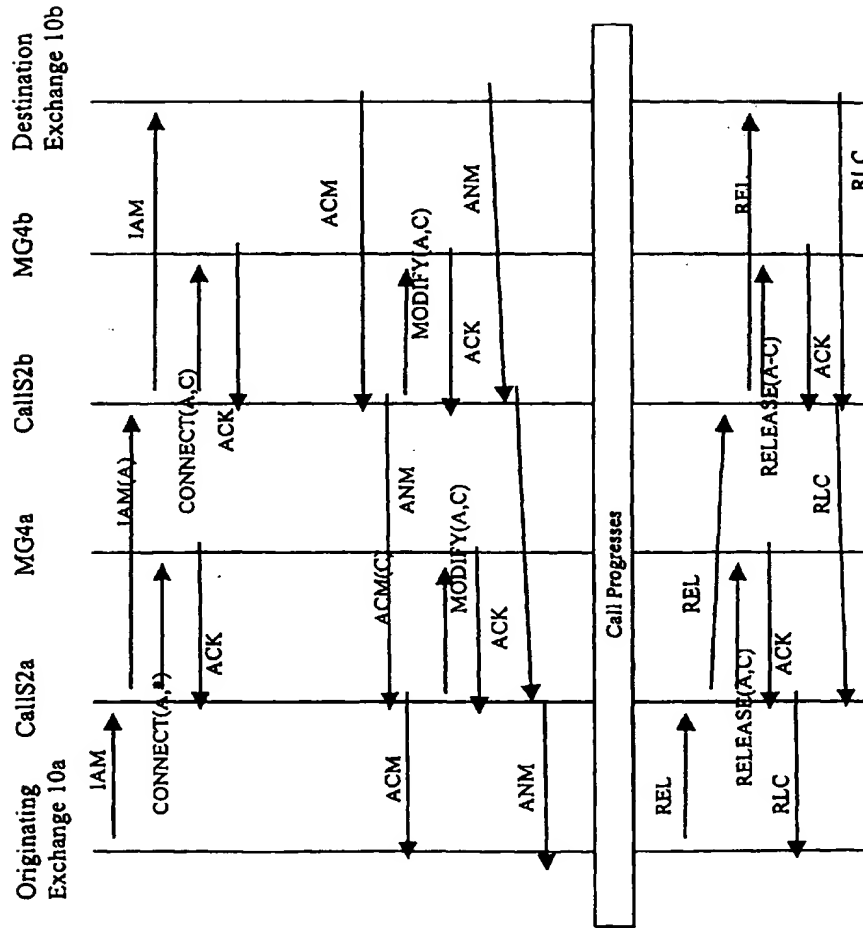 Originating
Exchange 10a
CallS2a
MG4a
CallS2b
MG4b
Destination
Exchange 10b
IAM
IAM(A)
IAM
CONNECT(A,*)
CONNECT(A,C)
ACK
ACK
ACM
ACM(C)
ACM
MODIFY(A,C)
ACK
MODIFY(A,C)
ACK
ANM
ANM
ANM
Call Progresses
REL
REL
REL
RELEASE(A,C)
RELEASE(A-C)
ACK
ACK
RLC
RLC
RLC